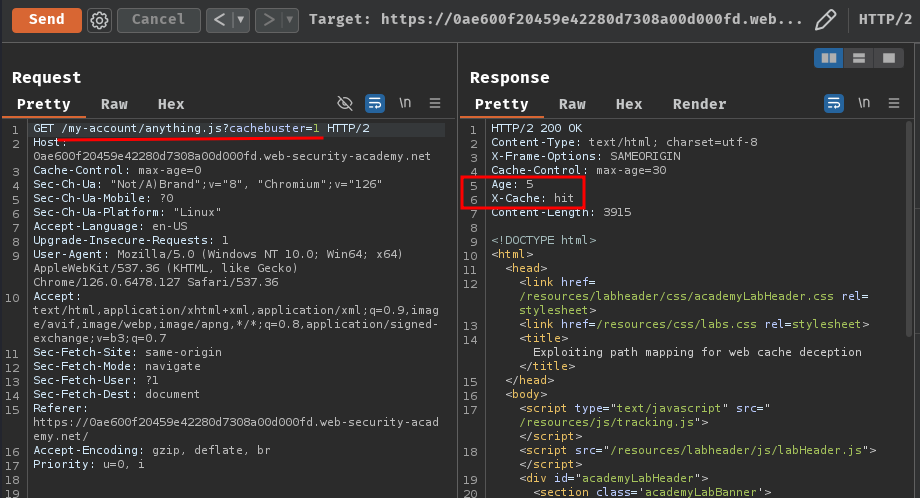 Send Cancel < ▾ > ▾ Target: https://0ae600f20459e42280d7308a00d000fd.web... HTTP/2
Request
Pretty Raw Hex \n
1 GET /my-account/anything.js?cachebuster=1 HTTP/2
2 Host:
0ae600f20459e42280d7308a00d000fd.web-security-academy.net
3 Cache-Control: max-age=0
4 Sec-Ch-Ua: "Not/A)Brand";v="8", "Chromium";v="126"
5 Sec-Ch-Ua-Mobile: ?0
6 Sec-Ch-Ua-Platform: "Linux"
7 Accept-Language: en-US
8 Upgrade-Insecure-Requests: 1
9 User-Agent: Mozilla/5.0 (Windows NT 10.0; Win64; x64)
AppleWebKit/537.36 (KHTML, like Gecko)
Chrome/126.0.6478.127 Safari/537.36
10 Accept:
text/html,application/xhtml+xml,application/xml;q=0.9,imag
e/avif,image/webp,image/apng,*/*;q=0.8,application/signed-
exchange;v=b3;q=0.7
11 Sec-Fetch-Site: same-origin
12 Sec-Fetch-Mode: navigate
13 Sec-Fetch-User: ?1
14 Sec-Fetch-Dest: document
15 Referer:
https://0ae600f20459e42280d7308a00d000fd.web-security-acad
emy.net/
16 Accept-Encoding: gzip, deflate, br
17 Priority: u=0, i
18
19
Response
Pretty Raw Hex Render \n
1 HTTP/2 200 OK
2 Content-Type: text/html; charset=utf-8
3 X-Frame-Options: SAMEORIGIN
4 Cache-Control: max-age=30
5 Age: 5
6 X-Cache: hit
7 Content-Length: 3915
8
9 <!DOCTYPE html>
10 <html>
11 <head>
12 <link href=
/resources/labheader/css/academyLabHeader.css rel=
stylesheet>
13 <link href=/resources/css/labs.css rel=stylesheet>
14 <title>
Exploiting path mapping for web cache deception
</title>
15 </head>
16 <body>
17 <script type="text/javascript" src="
/resources/js/tracking.js">
</script>
18 <script src="/resources/labheader/js/labHeader.js">
</script>
19 <div id="academyLabHeader">
20 <section class='academyLabBanner'>